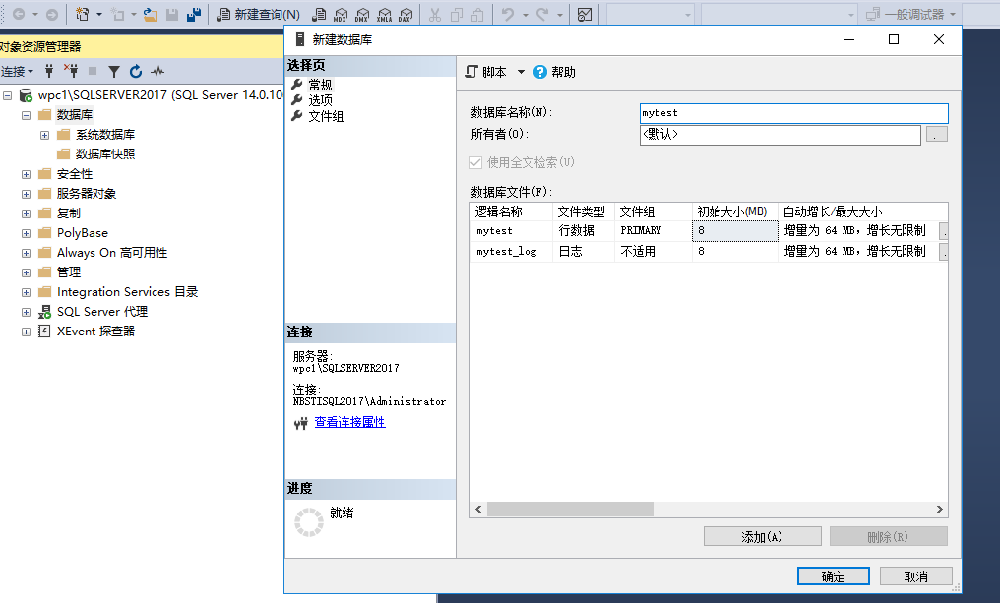 新建查询(N)
MDX
DMX
XMLA
DAX
一般调试器
对象资源管理器
连接
wpc1\SQLSERVER2017 (SQL Server 14.0.10
数据库
系统数据库
数据库快照
安全性
服务器对象
复制
PolyBase
Always On 高可用性
管理
Integration Services 目录
SQL Server 代理
XEvent 探查器
新建数据库
选择页
常规
选项
文件组
连接
服务器:
wpc1\SQLSERVER2017
连接:
NBSTISQL2017\Administrator
查看连接属性
进度
就绪
脚本 帮助
数据库名称(N): mytest
所有者(O): <默认> .
使用全文检索(U)
数据库文件(F):
逻辑名称 文件类型 文件组 初始大小(MB) 自动增长/最大大小
mytest 行数据 PRIMARY 8 增量为 64 MB，增长无限制 .
mytest_log 日志 不适用 8 增量为 64 MB，增长无限制 .
添加(A) 删除(R)
确定 取消